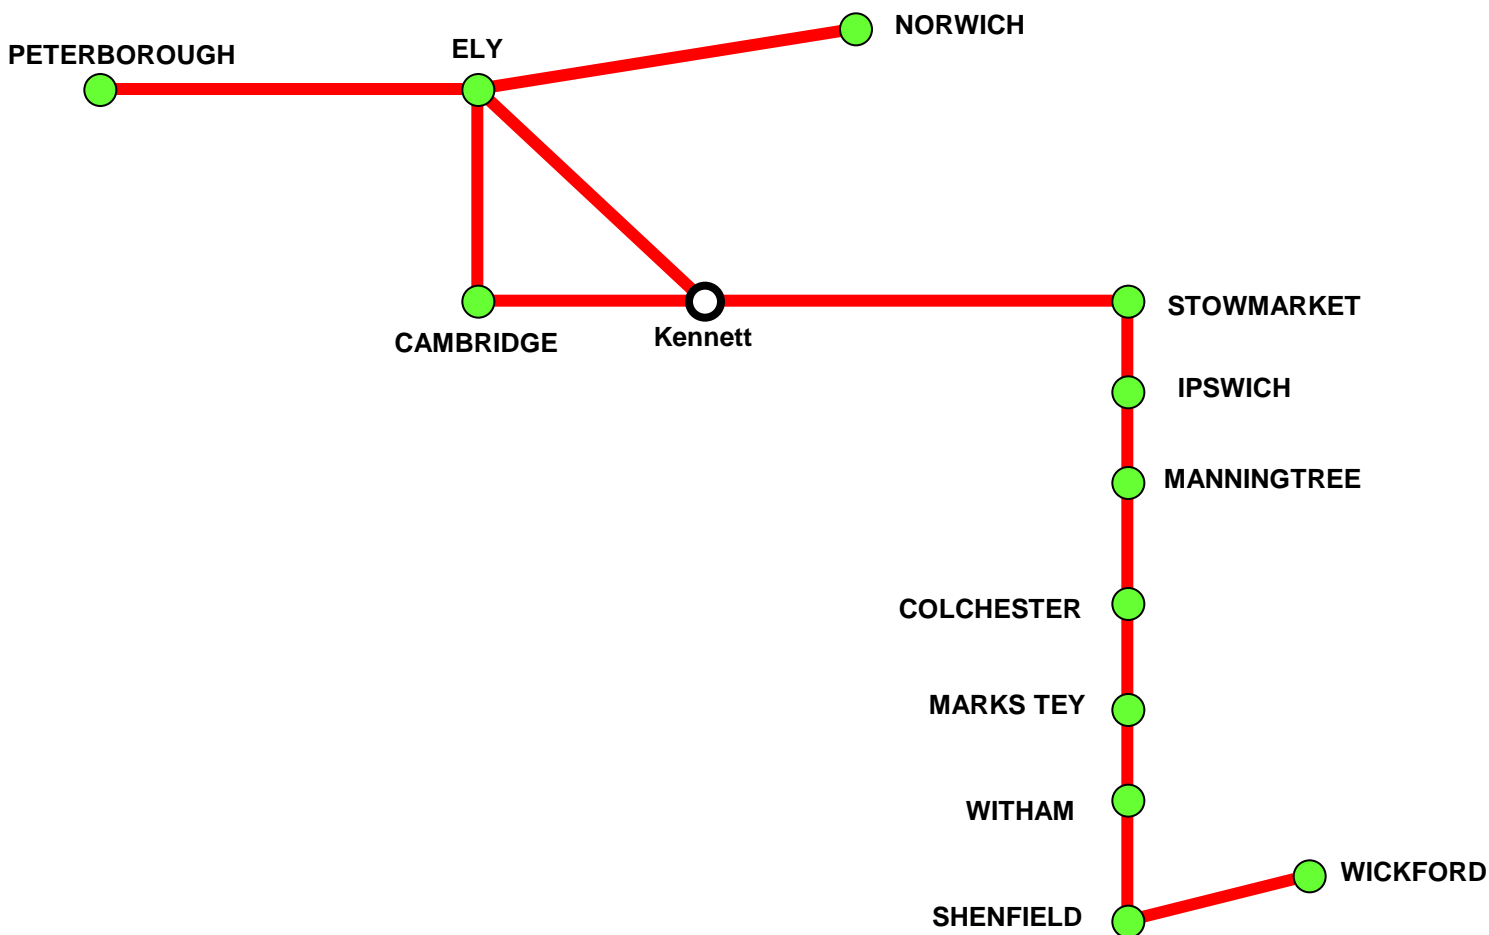 NORWICH
ELY
PETERBOROUGH
STOWMARKET
Kennett
CAMBRIDGE
IPSWICH
MANNINGTREE
COLCHESTER
MARKS TEY
WITHAM
WICKFORD
SHENFIELD